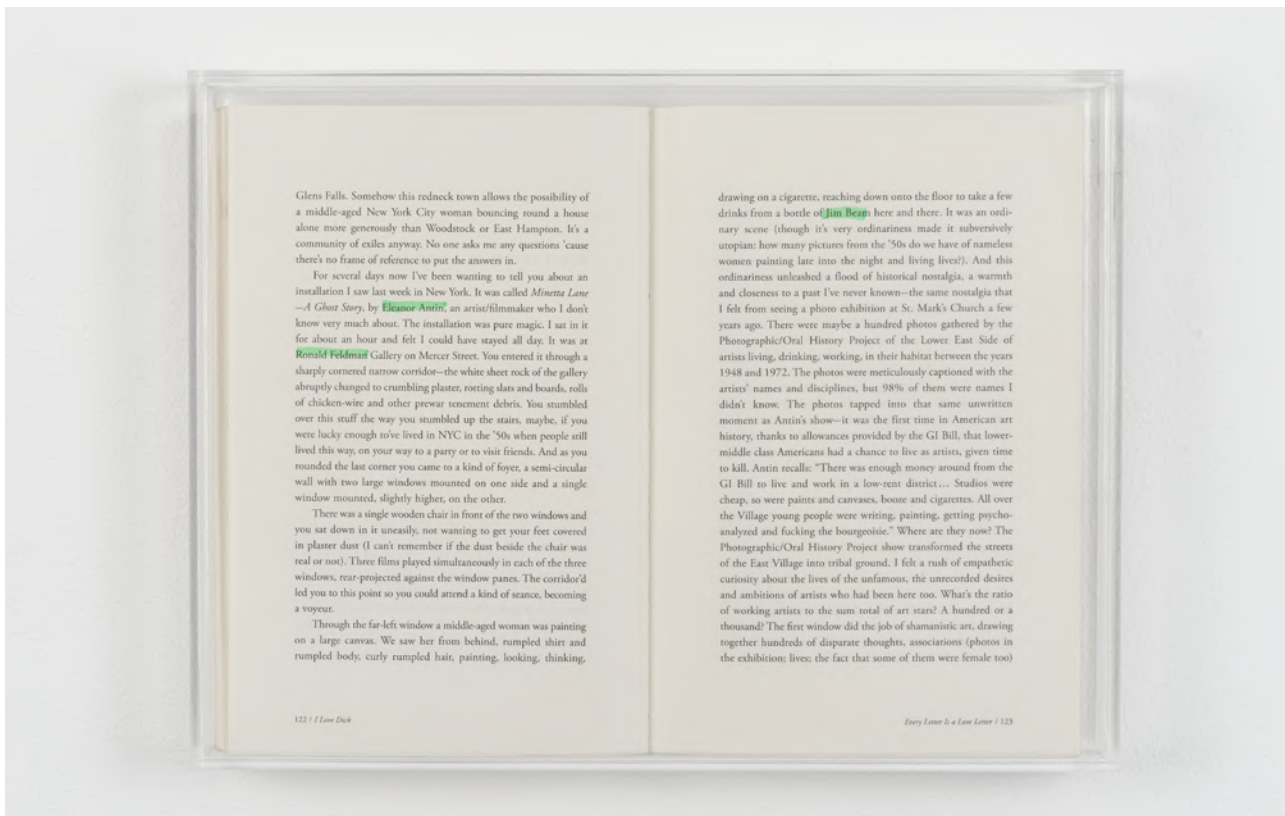 Glens Falls. Somehow this redneck town allows the possibility of
a middle-aged New York City woman bouncing round a house
alone more generously than Woodstock or East Hampton. It's a
community of exiles anyway. No one asks me any questions 'cause
there's no frame of reference to put the answers in.
For several days now I've been wanting to tell you about an
installation I saw last week in New York. It was called Minetta Lane
—A Ghost Story, by Eleanor Antin, an artist/filmmaker who I don't
know very much about. The installation was pure magic. I sat in it
for about an hour and felt I could have stayed all day. It was at
Ronald Feldman Gallery on Mercer Street. You entered it through a
sharply cornered narrow corridor—the white sheet rock of the gallery
abruptly changed to crumbling plaster, rotting slats and boards, rolls
of chicken-wire and other prewar tenement debris. You stumbled
over this stuff the way you stumbled up the stairs, maybe, if you
were lucky enough to've lived in NYC in the '50s when people still
lived this way, on your way to a party or to visit friends. And as you
rounded the last corner you came to a kind of foyer, a semi-circular
wall with two large windows mounted on one side and a single
window mounted, slightly higher, on the other.
There was a single wooden chair in front of the two windows and
you sat down in it uneasily, not wanting to get your feet covered
in plaster dust (I can't remember if the dust beside the chair was
real or not). Three films played simultaneously in each of the three
windows, rear-projected against the window panes. The corridor'd
led you to this point so you could attend a kind of seance, becoming
a voyeur.
Through the far-left window a middle-aged woman was painting
on a large canvas. We saw her from behind, rumpled shirt and
rumpled body, curly rumpled hair, painting, looking, thinking,
122 / I Love Dick
drawing on a cigarette, reaching down onto the floor to take a few
drinks from a bottle of Jim Beam here and there. It was an ordi-
nary scene (though it's very ordinariness made it subversively
utopian: how many pictures from the '50s do we have of nameless
women painting late into the night and living lives?). And this
ordinariness unleashed a flood of historical nostalgia, a warmth
and closeness to a past I've never known—the same nostalgia that
I felt from seeing a photo exhibition at St. Mark's Church a few
years ago. There were maybe a hundred photos gathered by the
Photographic/Oral History Project of the Lower East Side of
artists living, drinking, working, in their habitat between the years
1948 and 1972. The photos were meticulously captioned with the
artists' names and disciplines, but 98% of them were names I
didn't know. The photos tapped into that same unwritten
moment as Antin's show—it was the first time in American art
history, thanks to allowances provided by the GI Bill, that lower-
middle class Americans had a chance to live as artists, given time
to kill. Antin recalls: "There was enough money around from the
GI Bill to live and work in a low-rent district... Studios were
cheap, so were paints and canvases, booze and cigarettes. All over
the Village young people were writing, painting, getting psycho-
analyzed and fucking the bourgeoisie." Where are they now? The
Photographic/Oral History Project show transformed the streets
of the East Village into tribal ground. I felt a rush of empathetic
curiosity about the lives of the unfamous, the unrecorded desires
and ambitions of artists who had been here too. What's the ratio
of working artists to the sum total of art stars? A hundred or a
thousand? The first window did the job of shamanistic art, drawing
together hundreds of disparate thoughts, associations (photos in
the exhibition; lives; the fact that some of them were female too)
Every Letter Is a Love Letter / 123